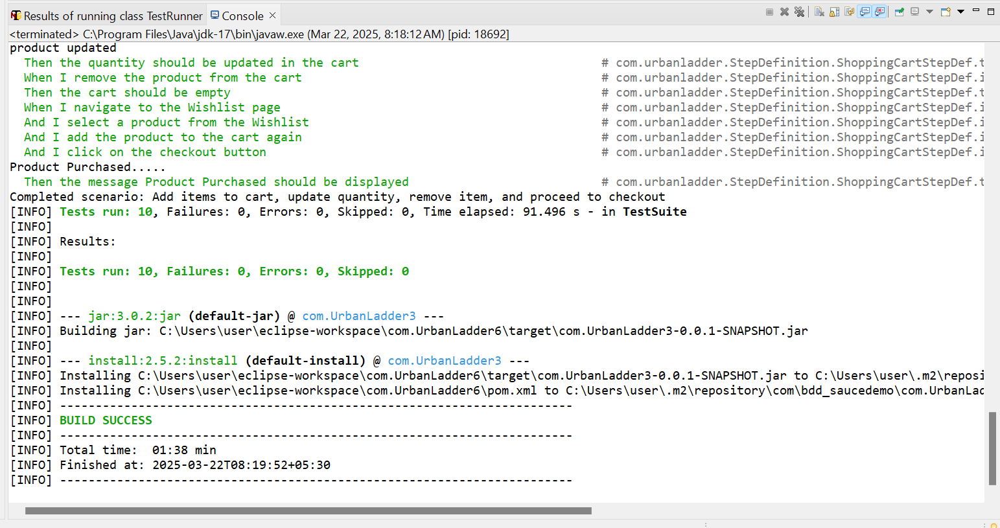 Results of running class TestRunner Console
<terminated> C:\Program Files\Java\jdk-17\bin\javaw.exe (Mar 22, 2025, 8:18:12 AM) [pid: 18692]
product updated
Then the quantity should be updated in the cart # com.urbanladder.StepDefinition.ShoppingCartStepDef.t
When I remove the product from the cart # com.urbanladder.StepDefinition.ShoppingCartStepDef.i
Then the cart should be empty # com.urbanladder.StepDefinition.ShoppingCartStepDef.t
When I navigate to the Wishlist page # com.urbanladder.StepDefinition.ShoppingCartStepDef.i
And I select a product from the Wishlist # com.urbanladder.StepDefinition.ShoppingCartStepDef.i
And I add the product to the cart again # com.urbanladder.StepDefinition.ShoppingCartStepDef.i
And I click on the checkout button # com.urbanladder.StepDefinition.ShoppingCartStepDef.i
Product Purchased.....
Then the message Product Purchased should be displayed # com.urbanladder.StepDefinition.ShoppingCartStepDef.t
Completed scenario: Add items to cart, update quantity, remove item, and proceed to checkout
[INFO] Tests run: 10, Failures: 0, Errors: 0, Skipped: 0, Time elapsed: 91.496 s - in TestSuite
[INFO]
[INFO] Results:
[INFO]
[INFO] Tests run: 10, Failures: 0, Errors: 0, Skipped: 0
[INFO]
[INFO]
[INFO] --- jar:3.0.2:jar (default-jar) @ com.UrbanLadder3 ---
[INFO] Building jar: C:\Users\user\eclipse-workspace\com.UrbanLadder6\target\com.UrbanLadder3-0.0.1-SNAPSHOT.jar
[INFO]
[INFO] --- install:2.5.2:install (default-install) @ com.UrbanLadder3 ---
[INFO] Installing C:\Users\user\eclipse-workspace\com.UrbanLadder6\target\com.UrbanLadder3-0.0.1-SNAPSHOT.jar to C:\Users\user\.m2\reposi
[INFO] Installing C:\Users\user\eclipse-workspace\com.UrbanLadder6\pom.xml to C:\Users\user\.m2\repository\com\bdd_saucedemo\com.UrbanLad
[INFO] ------------------------------------------------------------------------
[INFO] BUILD SUCCESS
[INFO] ------------------------------------------------------------------------
[INFO] Total time:  01:38 min
[INFO] Finished at: 2025-03-22T08:19:52+05:30
[INFO] ------------------------------------------------------------------------